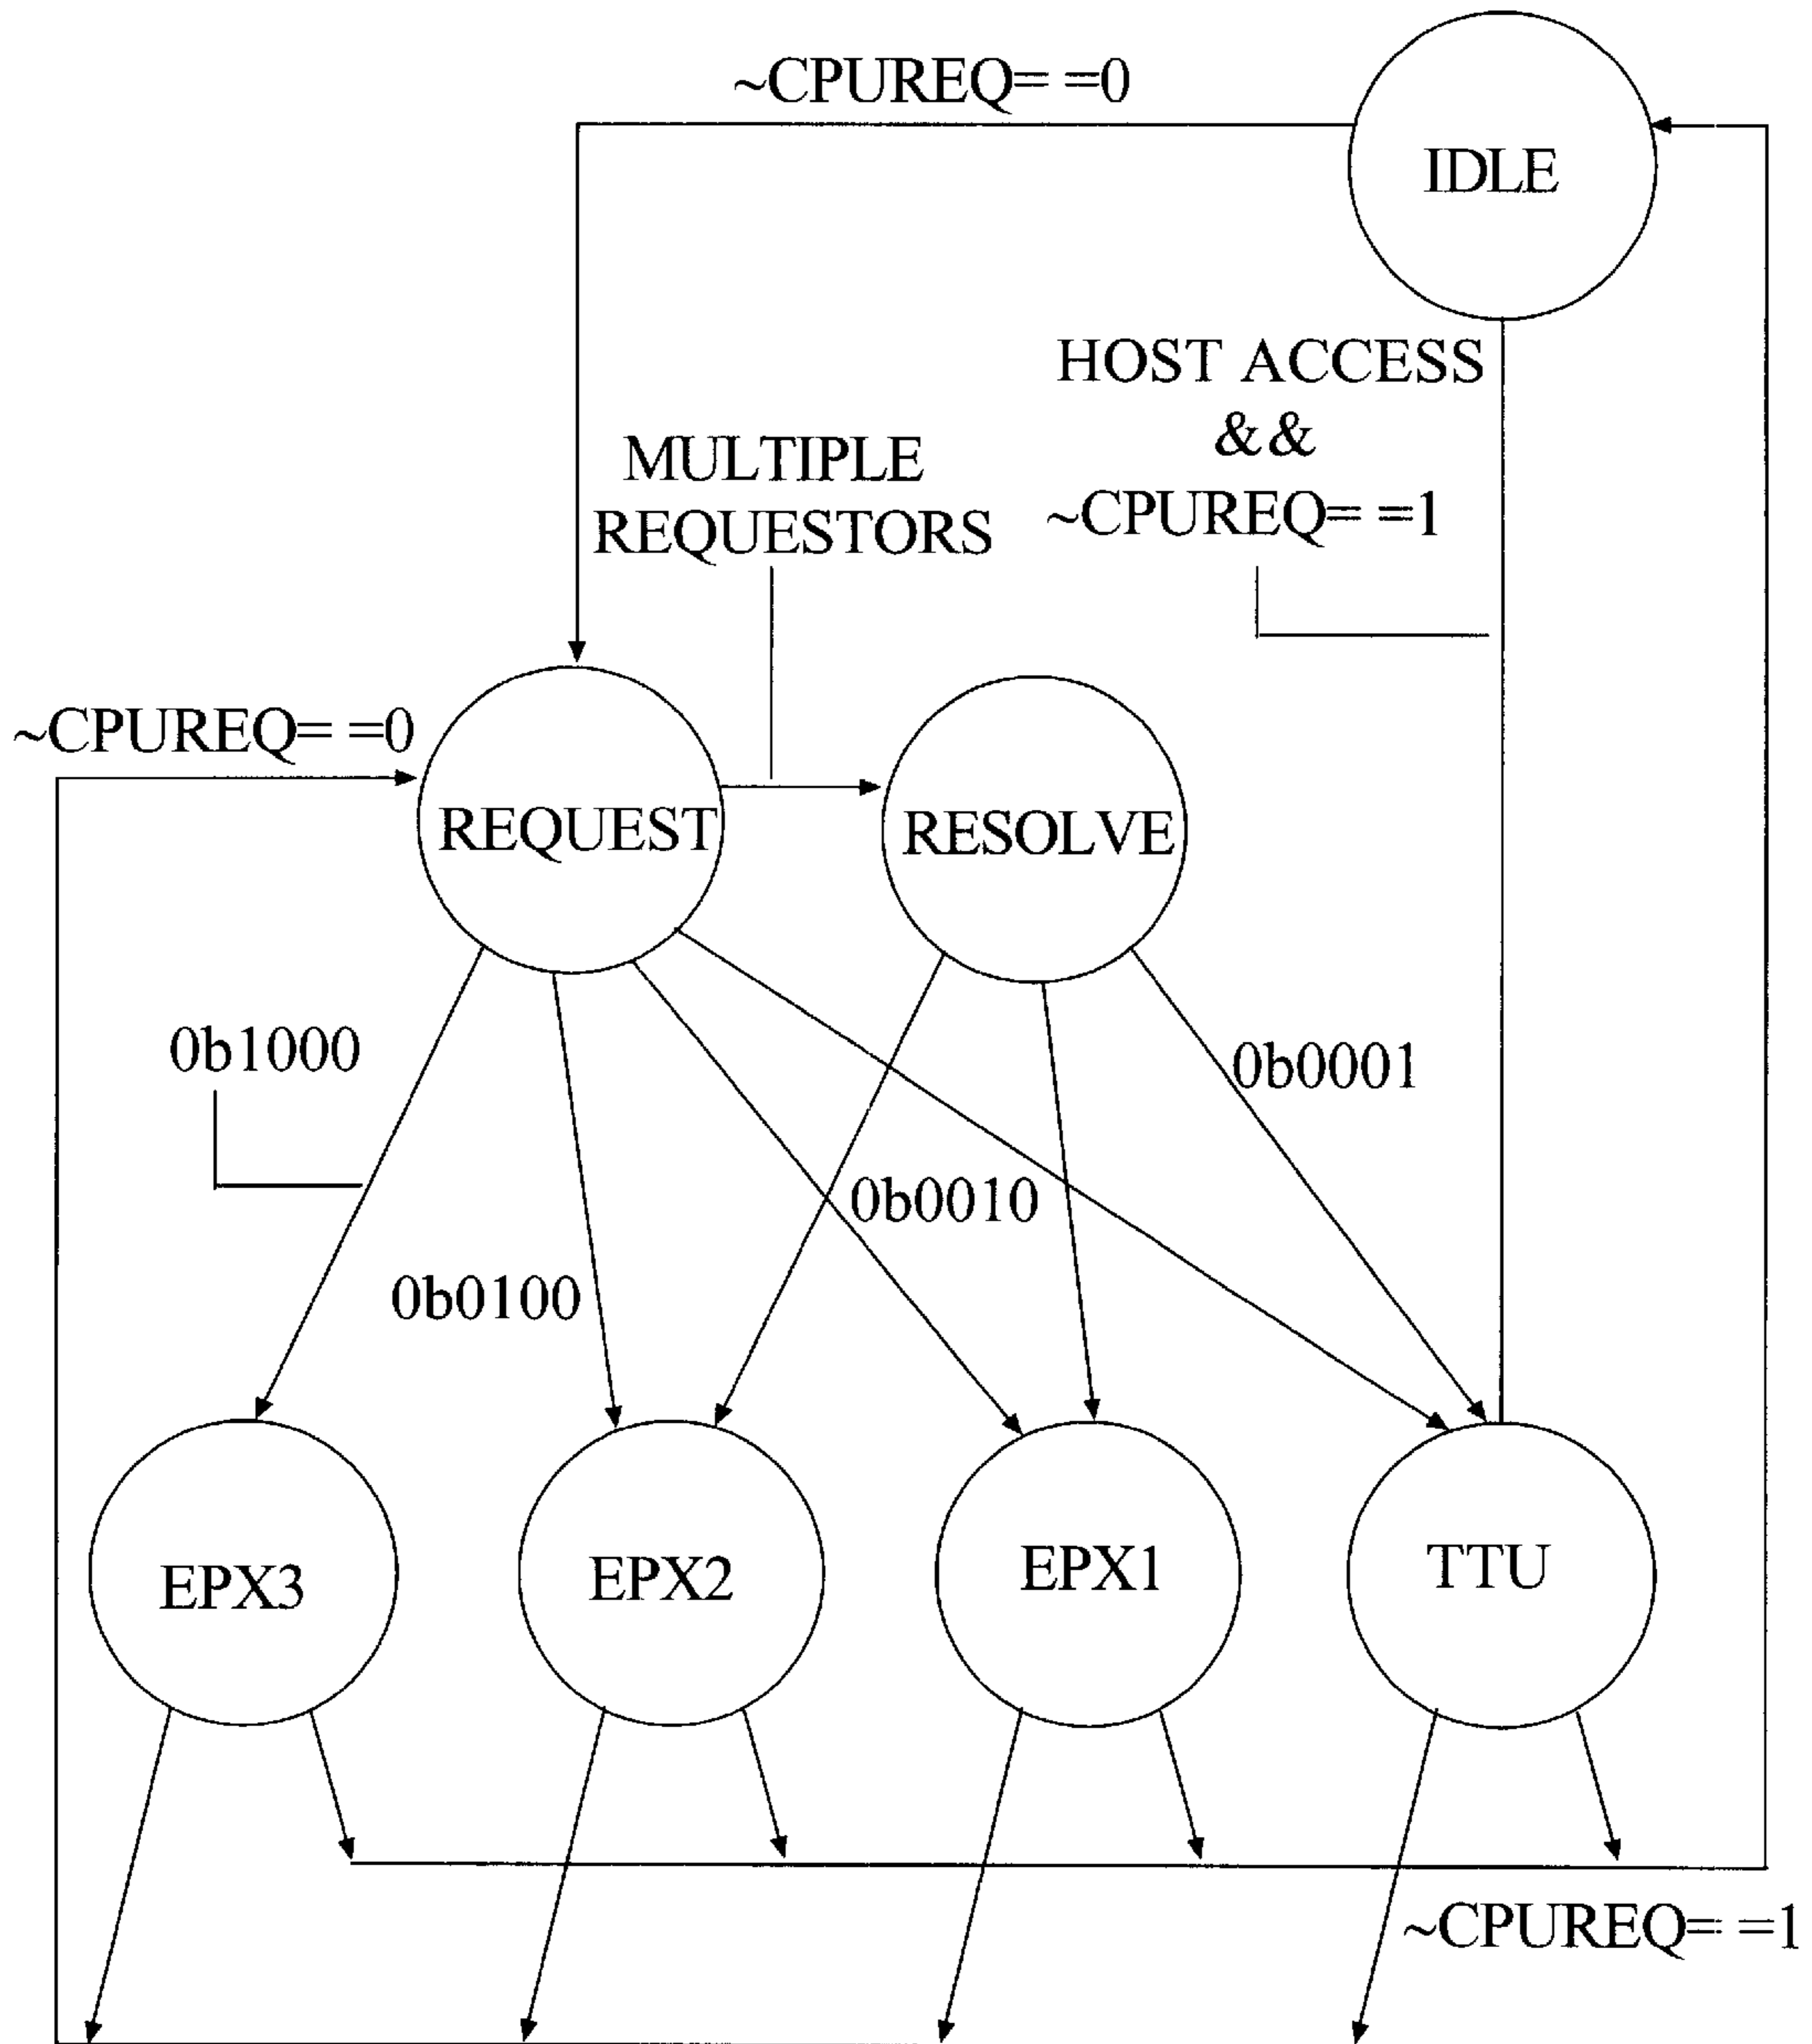 ~CPUREQ= =0
IDLE
HOST ACCESS
&&
~CPUREQ= =1
MULTIPLE
REQUESTORS
~CPUREQ= =0
REQUEST
RESOLVE
0b1000
0b0001
0b0010
0b0100
EPX3
EPX2
EPX1
TTU
~CPUREQ= =1